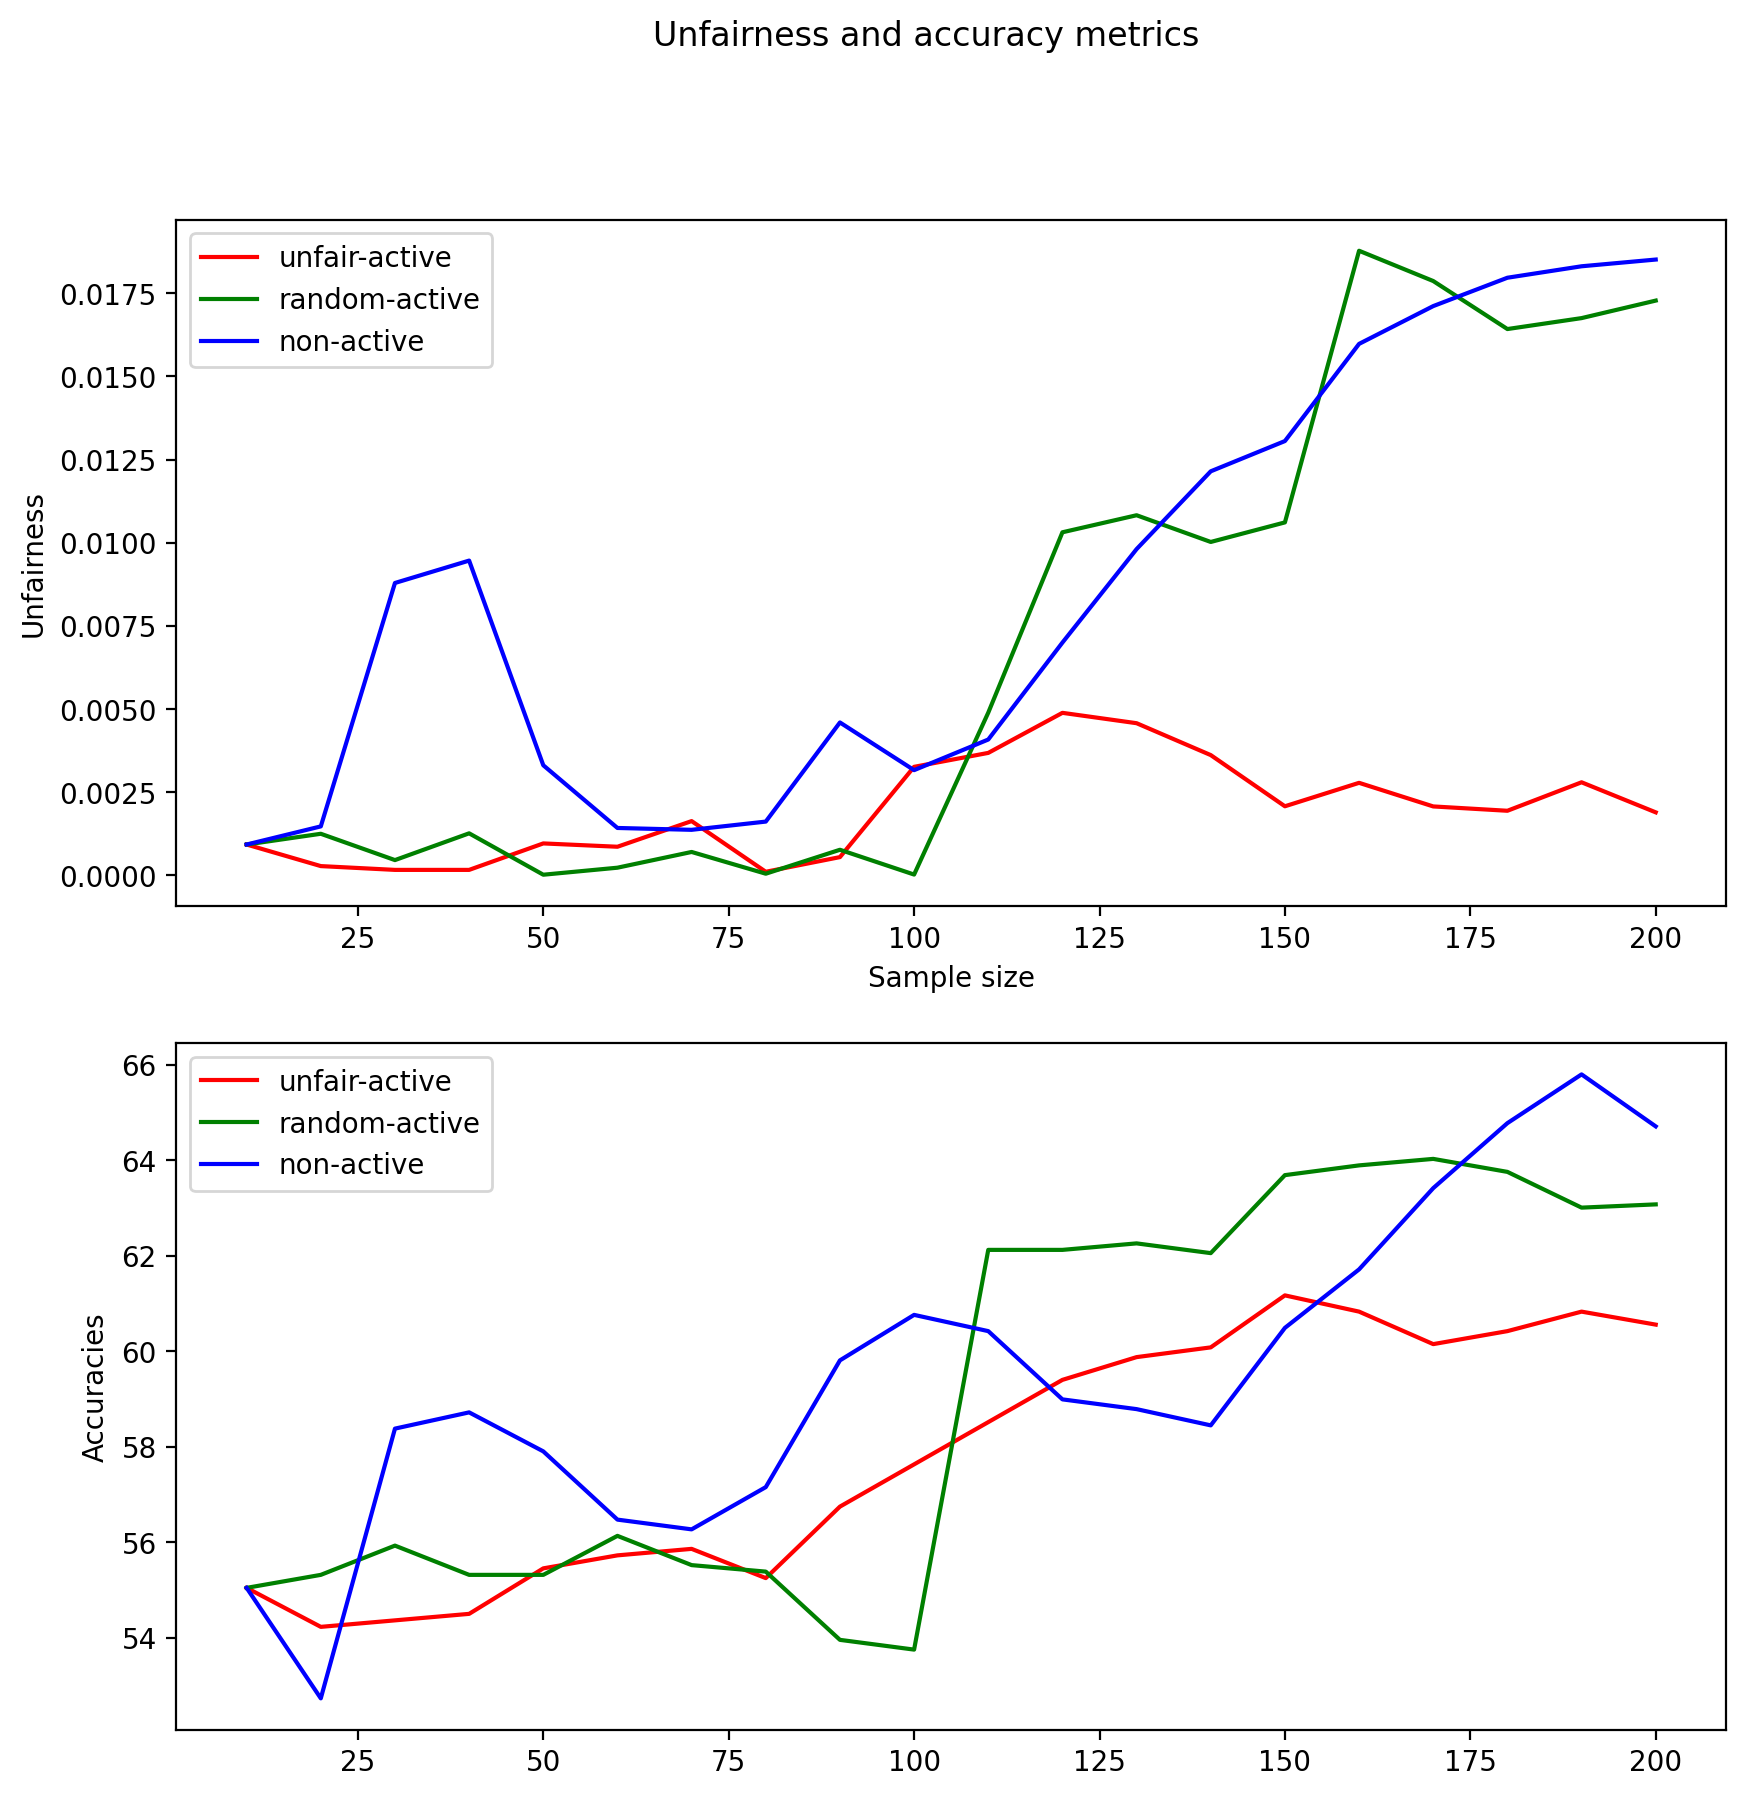 Unfairness and accuracy metrics
unfair-active
random-active
non-active
0.0175
0.0150
0.0125
0.0100
0.0075
0.0050
0.0025
0.0000
Unfairness
25 50 75 100 125 150 175 200
Sample size
unfair-active
random-active
non-active
66
64
62
60
58
56
54
Accuracies
25 50 75 100 125 150 175 200